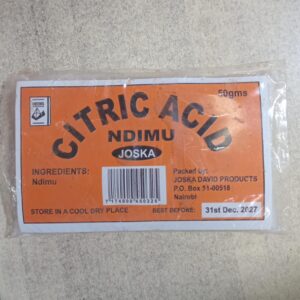 50gms
CITRIC ACID
NDIMU
JOSKA
INGREDIENTS:
Ndimu
Packed by:
JOSKA DAVID PRODUCTS
P.O. Box 51-00518
Nairobi
STORE IN A COOL DRY PLACE
BEST BEFORE: 31st Dec. 2027